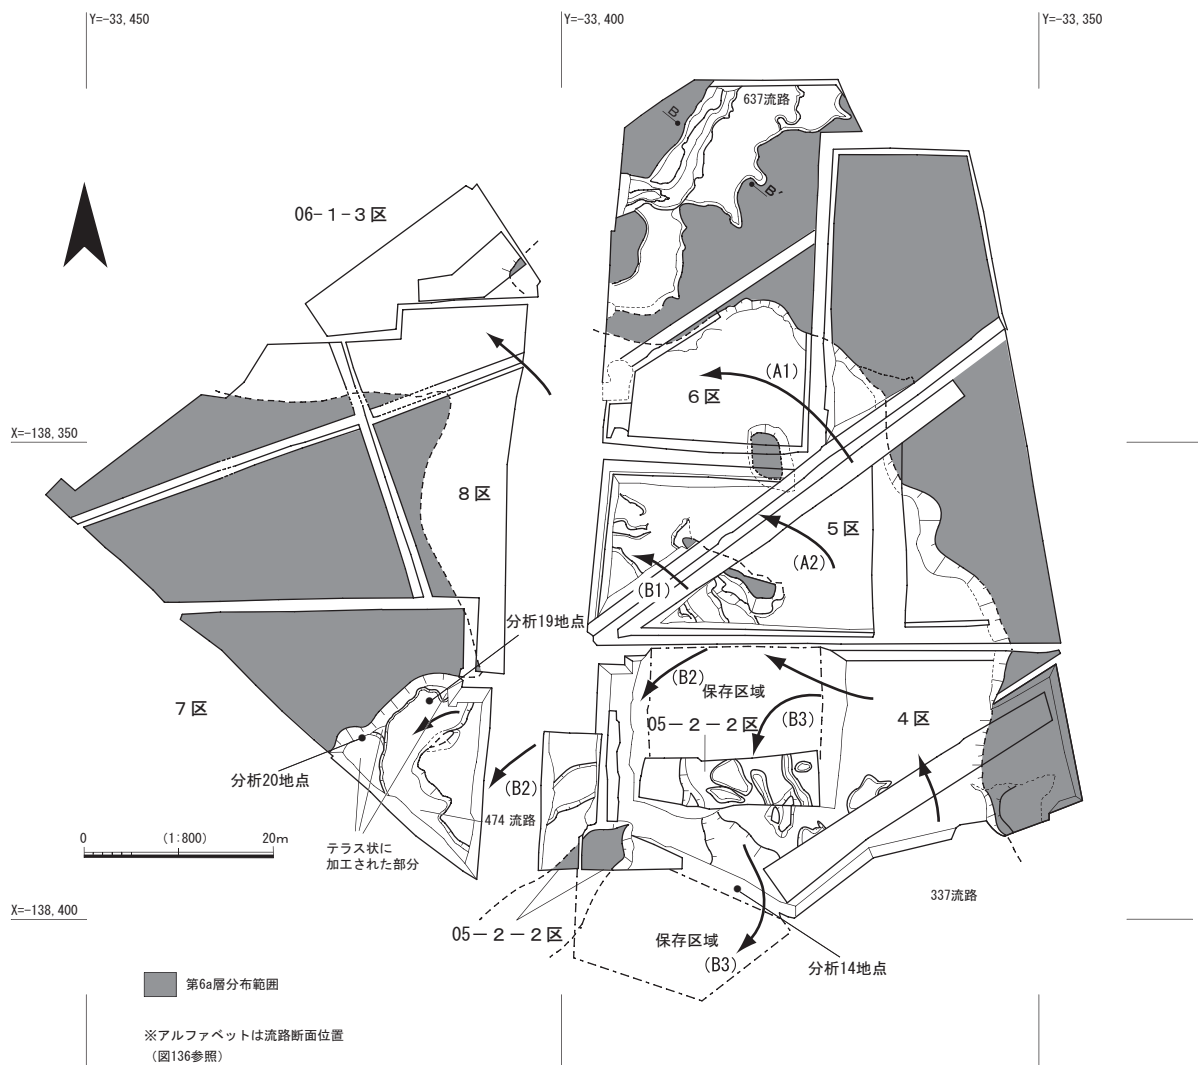 Y=-33,450
Y=-33,400
Y=-33,350
637流路
B
B'
06-1-3区
(A1)
6区
X=-138,350
8区
5区
(A2)
(B1)
分析19地点
(B2)
保存区域
7区
05-2-2区
(B3)
4区
分析20地点
(B2)
474 流路
0 (1:800) 20m
テラス状に
加工された部分
337流路
X=-138,400
05-2-2区
保存区域
(B3)
分析14地点
第6a層分布範囲
※アルファベットは流路断面位置
(図136参照)